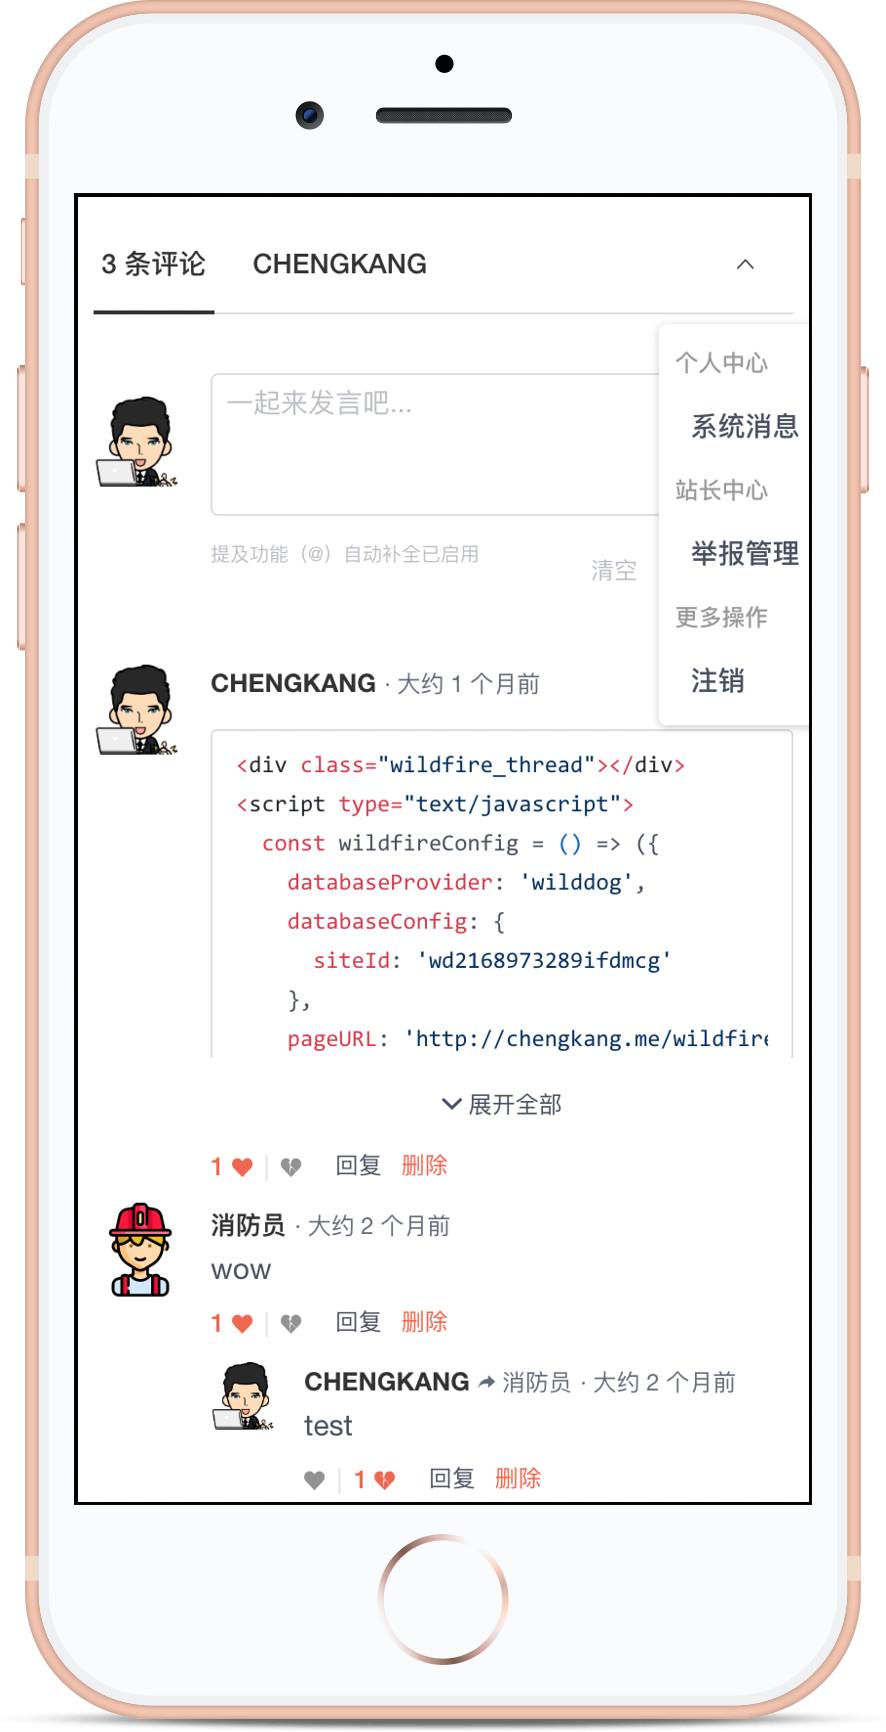 3 条评论
CHENGKANG
个人中心
系统消息
站长中心
举报管理
更多操作
注销
一起来发言吧...
提及功能（@）自动补全已启用
清空
CHENGKANG · 大约 1 个月前
<div class="wildfire_thread"></div>
<script type="text/javascript">
const wildfireConfig = () => ({
databaseProvider: 'wilddog',
databaseConfig: {
siteId: 'wd2168973289ifdmcg'
},
pageURL: 'http://chengkang.me/wildfire
展开全部
1 回复 删除
消防员 · 大约 2 个月前
wow
1 回复 删除
CHENGKANG 消防员 · 大约 2 个月前
test
1 回复 删除